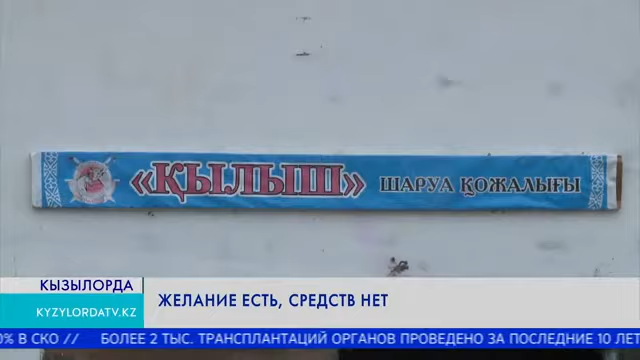 «ҚЫЛЫШ» ШАРУА ҚОЖАЛЫҒЫ
КЫЗЫЛОРДА
ЖЕЛАНИЕ ЕСТЬ, СРЕДСТВ НЕТ
KYZYLORDATV.KZ
0% В СКО // БОЛЕЕ 2 ТЫС. ТРАНСПЛАНТАЦИЙ ОРГАНОВ ПРОВЕДЕНО ЗА ПОСЛЕДНИЕ 10 ЛЕТ